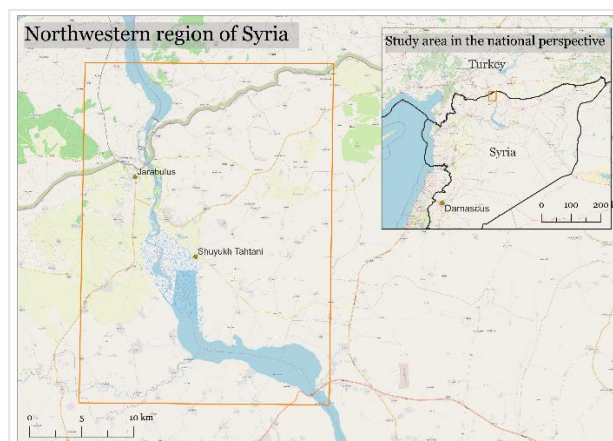 Northwestern region of Syria
Study area in the national perspective
Turkey
Syria
Damascus
0 100 200 km
Jarabulus
Shuyukh Tahtani
0 5 10 km